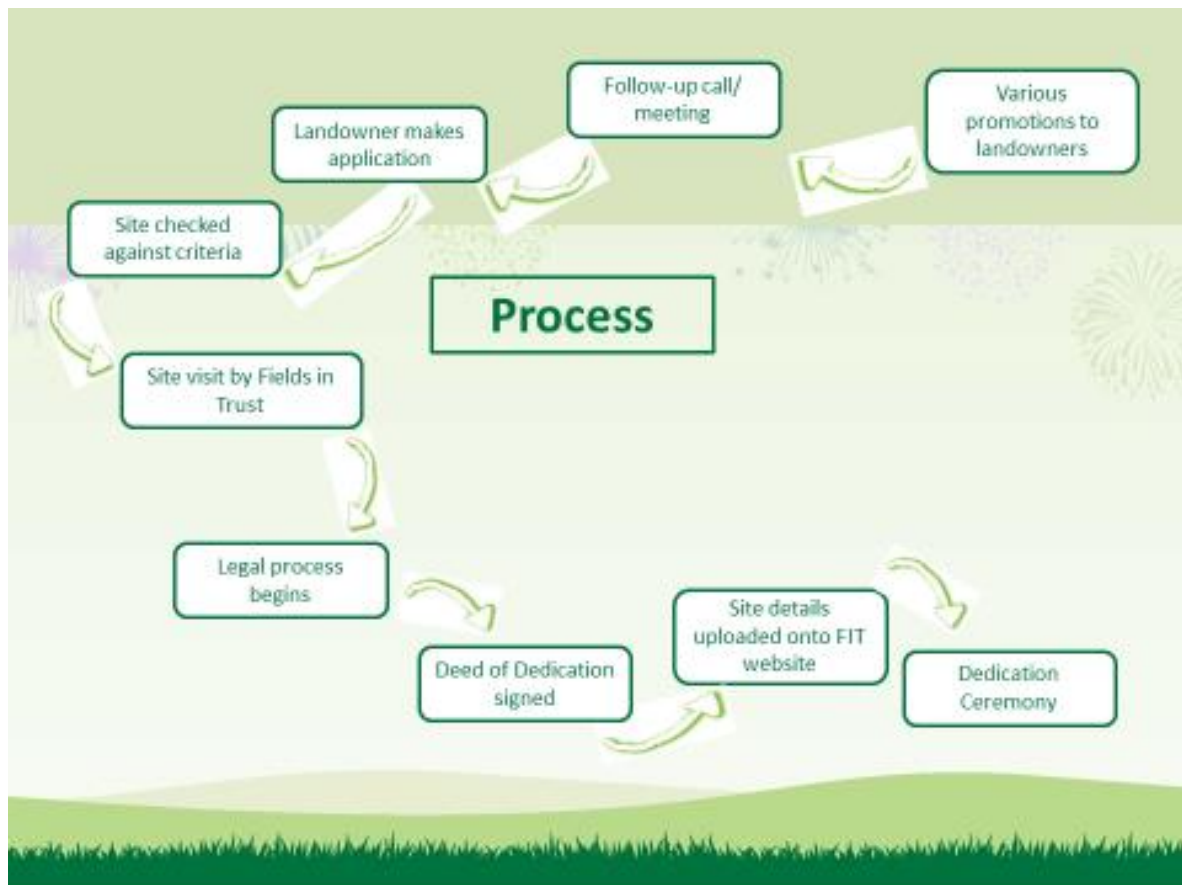 Various
promotions to
landowners
Follow-up call/
meeting
Landowner makes
application
Site checked
against criteria
Process
Site visit by Fields in
Trust
Legal process
begins
Deed of Dedication
signed
Site details
uploaded onto FIT
website
Dedication
Ceremony